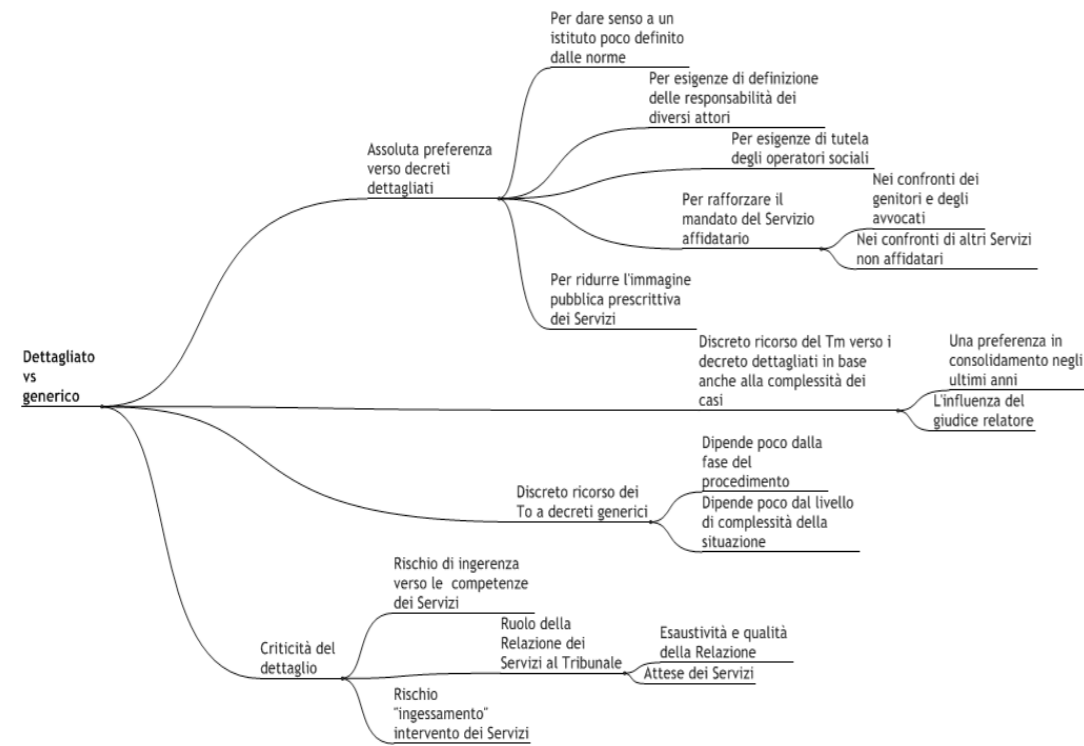 Dettagliato
vs
generico
Assoluta preferenza
verso decreti
dettagliati
Per dare senso a un
istituto poco definito
dalle norme
Per esigenze di definizione
delle responsabilità dei
diversi attori
Per esigenze di tutela
degli operatori sociali
Per rafforzare il
mandato del Servizio
affidatario
Nei confronti dei
genitori e degli
avvocati
Nei confronti di altri Servizi
non affidatari
Per ridurre l'immagine
pubblica prescrittiva
dei Servizi
Discreto ricorso del Tm verso i
decreto dettagliati in base
anche alla complessità dei
casi
Una preferenza in
consolidamento negli
ultimi anni
L'influenza del
giudice relatore
Discreto ricorso dei
To a decreti generici
Dipende poco dalla
fase del
procedimento
Dipende poco dal livello
di complessità della
situazione
Criticità del
dettaglio
Rischio di ingerenza
verso le competenze
dei Servizi
Ruolo della
Relazione dei
Servizi al Tribunale
Esaustività e qualità
della Relazione
Attese dei Servizi
Rischio
"ingessamento"
intervento dei Servizi